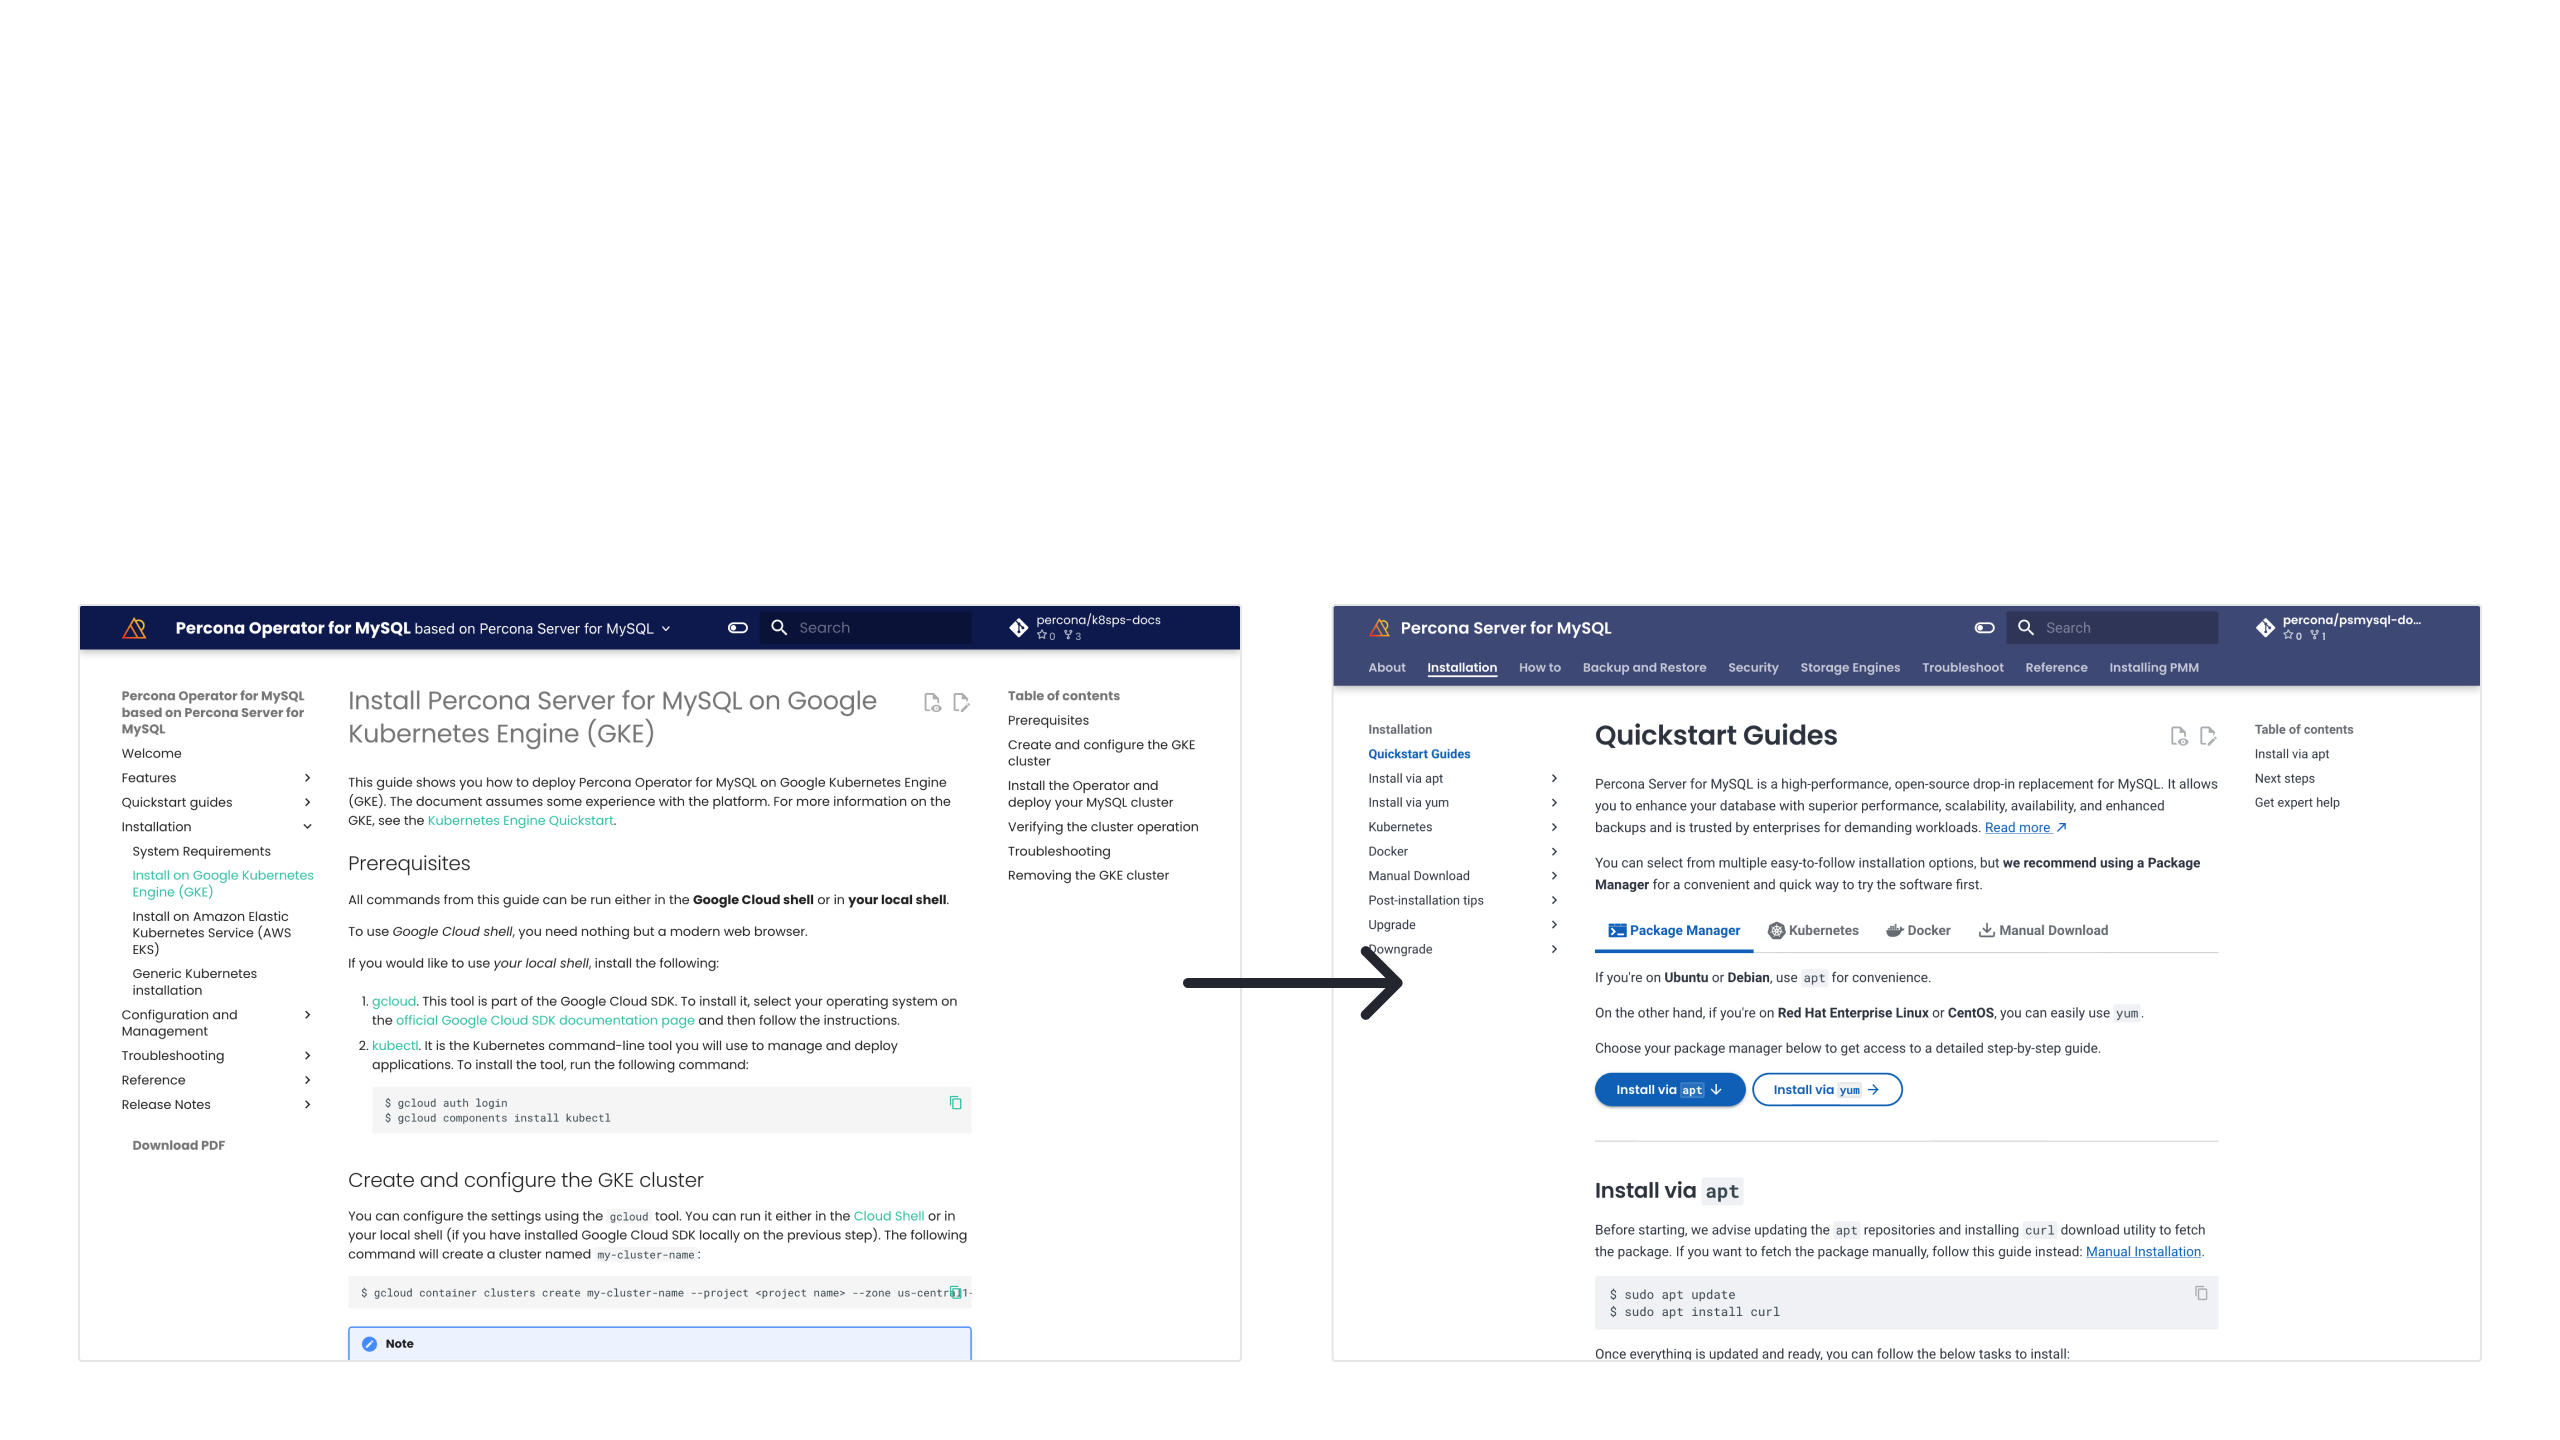 Percona Operator for MySQL based on Percona Server for MySQL
Search
percona/k8sps-docs
0 3
Percona Operator for MySQL
based on Percona Server for
MySQL
Welcome
Features
Quickstart guides
Installation
System Requirements
Install on Google Kubernetes
Engine (GKE)
Install on Amazon Elastic
Kubernetes Service (AWS
EKS)
Generic Kubernetes
installation
Configuration and
Management
Troubleshooting
Reference
Release Notes
Download PDF
Install Percona Server for MySQL on Google
Kubernetes Engine (GKE)
This guide shows you how to deploy Percona Operator for MySQL on Google Kubernetes Engine
(GKE). The document assumes some experience with the platform. For more information on the
GKE, see the Kubernetes Engine Quickstart.
Prerequisites
All commands from this guide can be run either in the Google Cloud shell or in your local shell.
To use Google Cloud shell, you need nothing but a modern web browser.
If you would like to use your local shell, install the following:
1. gcloud. This tool is part of the Google Cloud SDK. To install it, select your operating system on
the official Google Cloud SDK documentation page and then follow the instructions.
2. kubectl. It is the Kubernetes command-line tool you will use to manage and deploy
applications. To install the tool, run the following command:
$ gcloud auth login
$ gcloud components install kubectl
Create and configure the GKE cluster
You can configure the settings using the gcloud tool. You can run it either in the Cloud Shell or in
your local shell (if you have installed Google Cloud SDK locally on the previous step). The following
command will create a cluster named my-cluster-name:
$ gcloud container clusters create my-cluster-name --project <project name> --zone us-central1-
Note
Table of contents
Prerequisites
Create and configure the GKE
cluster
Install the Operator and
deploy your MySQL cluster
Verifying the cluster operation
Troubleshooting
Removing the GKE cluster
Percona Server for MySQL
Search
percona/psmysql-do...
0 1
About Installation How to Backup and Restore Security Storage Engines Troubleshoot Reference Installing PMM
Installation
Quickstart Guides
Install via apt
Install via yum
Kubernetes
Docker
Manual Download
Post-installation tips
Upgrade
Downgrade
Quickstart Guides
Percona Server for MySQL is a high-performance, open-source drop-in replacement for MySQL. It allows
you to enhance your database with superior performance, scalability, availability, and enhanced
backups and is trusted by enterprises for demanding workloads. Read more
You can select from multiple easy-to-follow installation options, but we recommend using a Package
Manager for a convenient and quick way to try the software first.
Package Manager Kubernetes Docker Manual Download
If you're on Ubuntu or Debian, use apt for convenience.
On the other hand, if you're on Red Hat Enterprise Linux or CentOS, you can easily use yum.
Choose your package manager below to get access to a detailed step-by-step guide.
Install via apt ↓ Install via yum →
Install via apt
Before starting, we advise updating the apt repositories and installing curl download utility to fetch
the package. If you want to fetch the package manually, follow this guide instead: Manual Installation.
$ sudo apt update
$ sudo apt install curl
Once everything is updated and ready, you can follow the below tasks to install:
Table of contents
Install via apt
Next steps
Get expert help